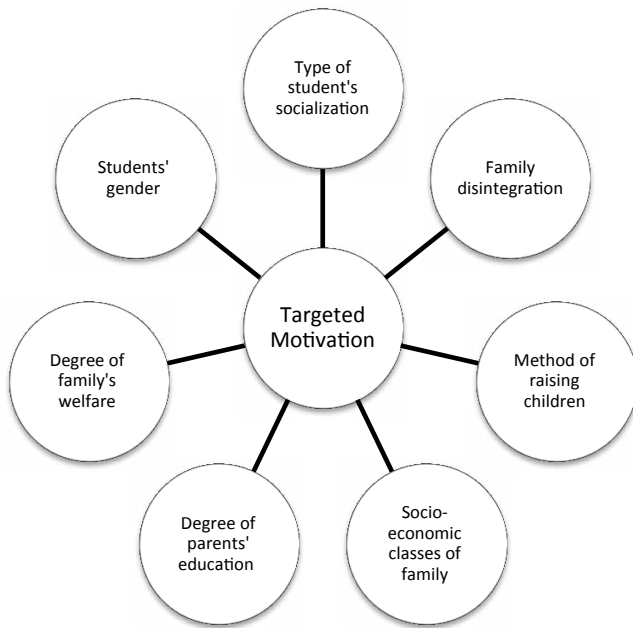 Type of
student's
socialization
Students'
gender
Family
disintegration
Targeted
Motivation
Degree of
family's
welfare
Method of
raising
children
Degree of
parents'
education
Socio-
economic
classes of
family